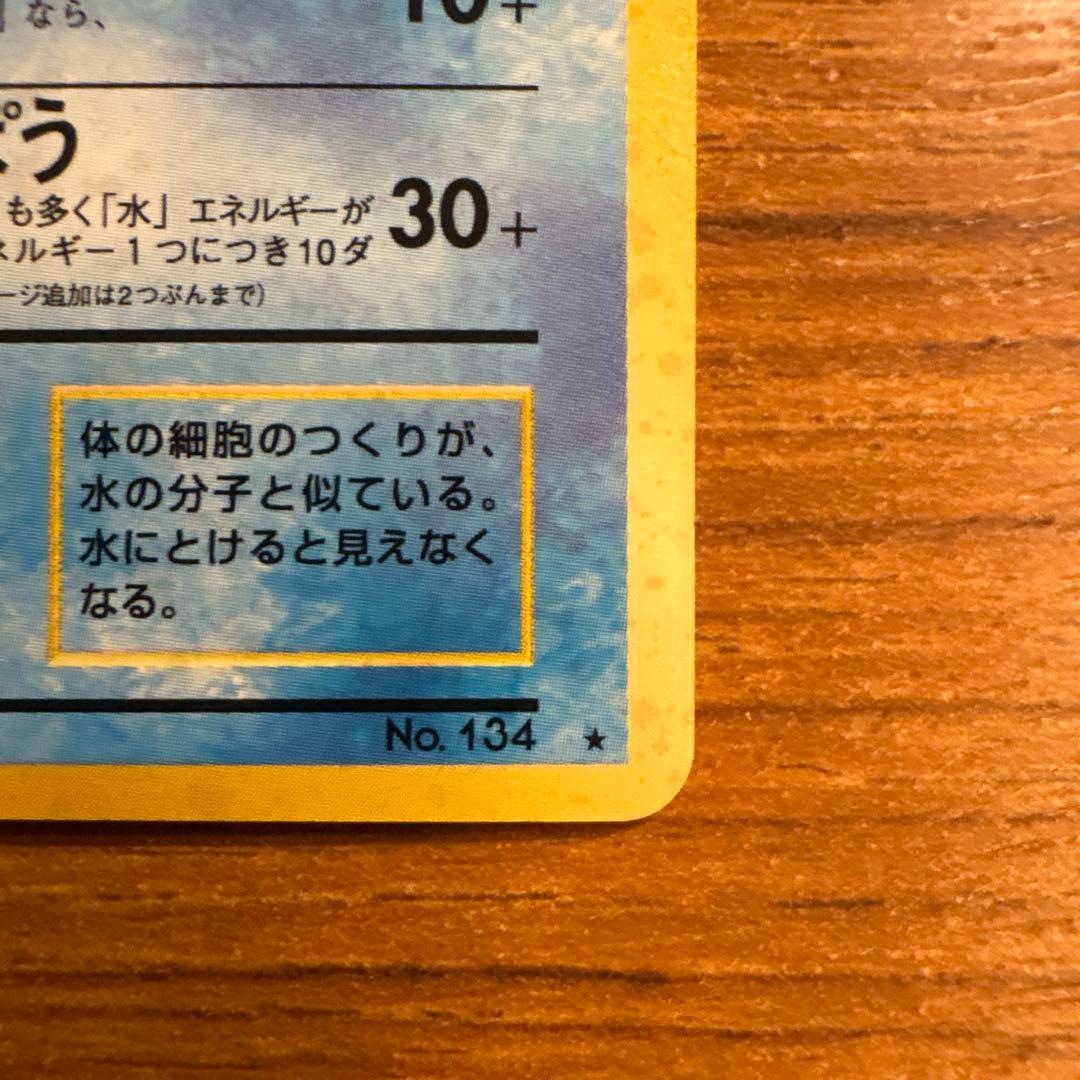 なら、
10+
ぽう
も多く「水」エネルギーが 30+
ネルギー1つにつき10ダ
ージ追加は2つぶんまで)
体の細胞のつくりが、
水の分子と似ている。
水にとけると見えなく
なる。
No. 134 ★